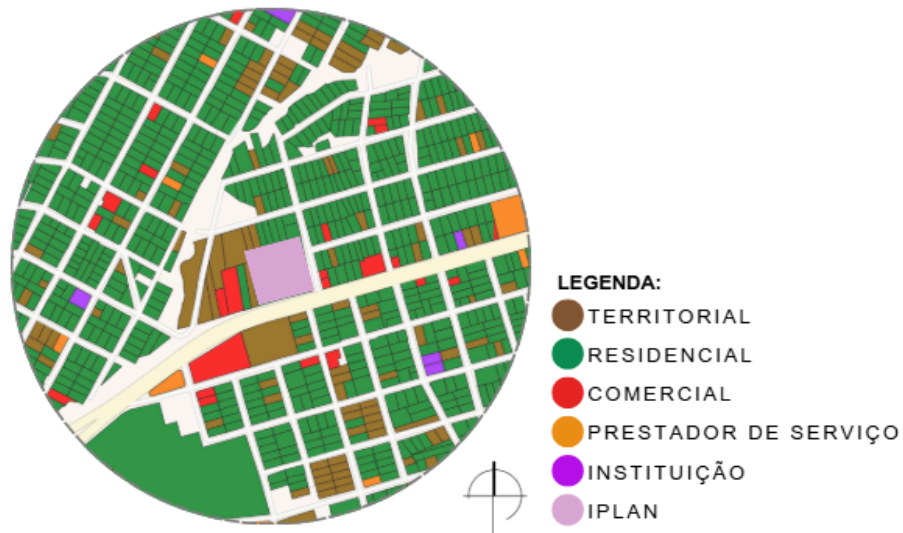 LEGENDA:
TERRITORIAL
RESIDENCIAL
COMERCIAL
PRESTADOR DE SERVIÇO
INSTITUIÇÃO
IPLAN